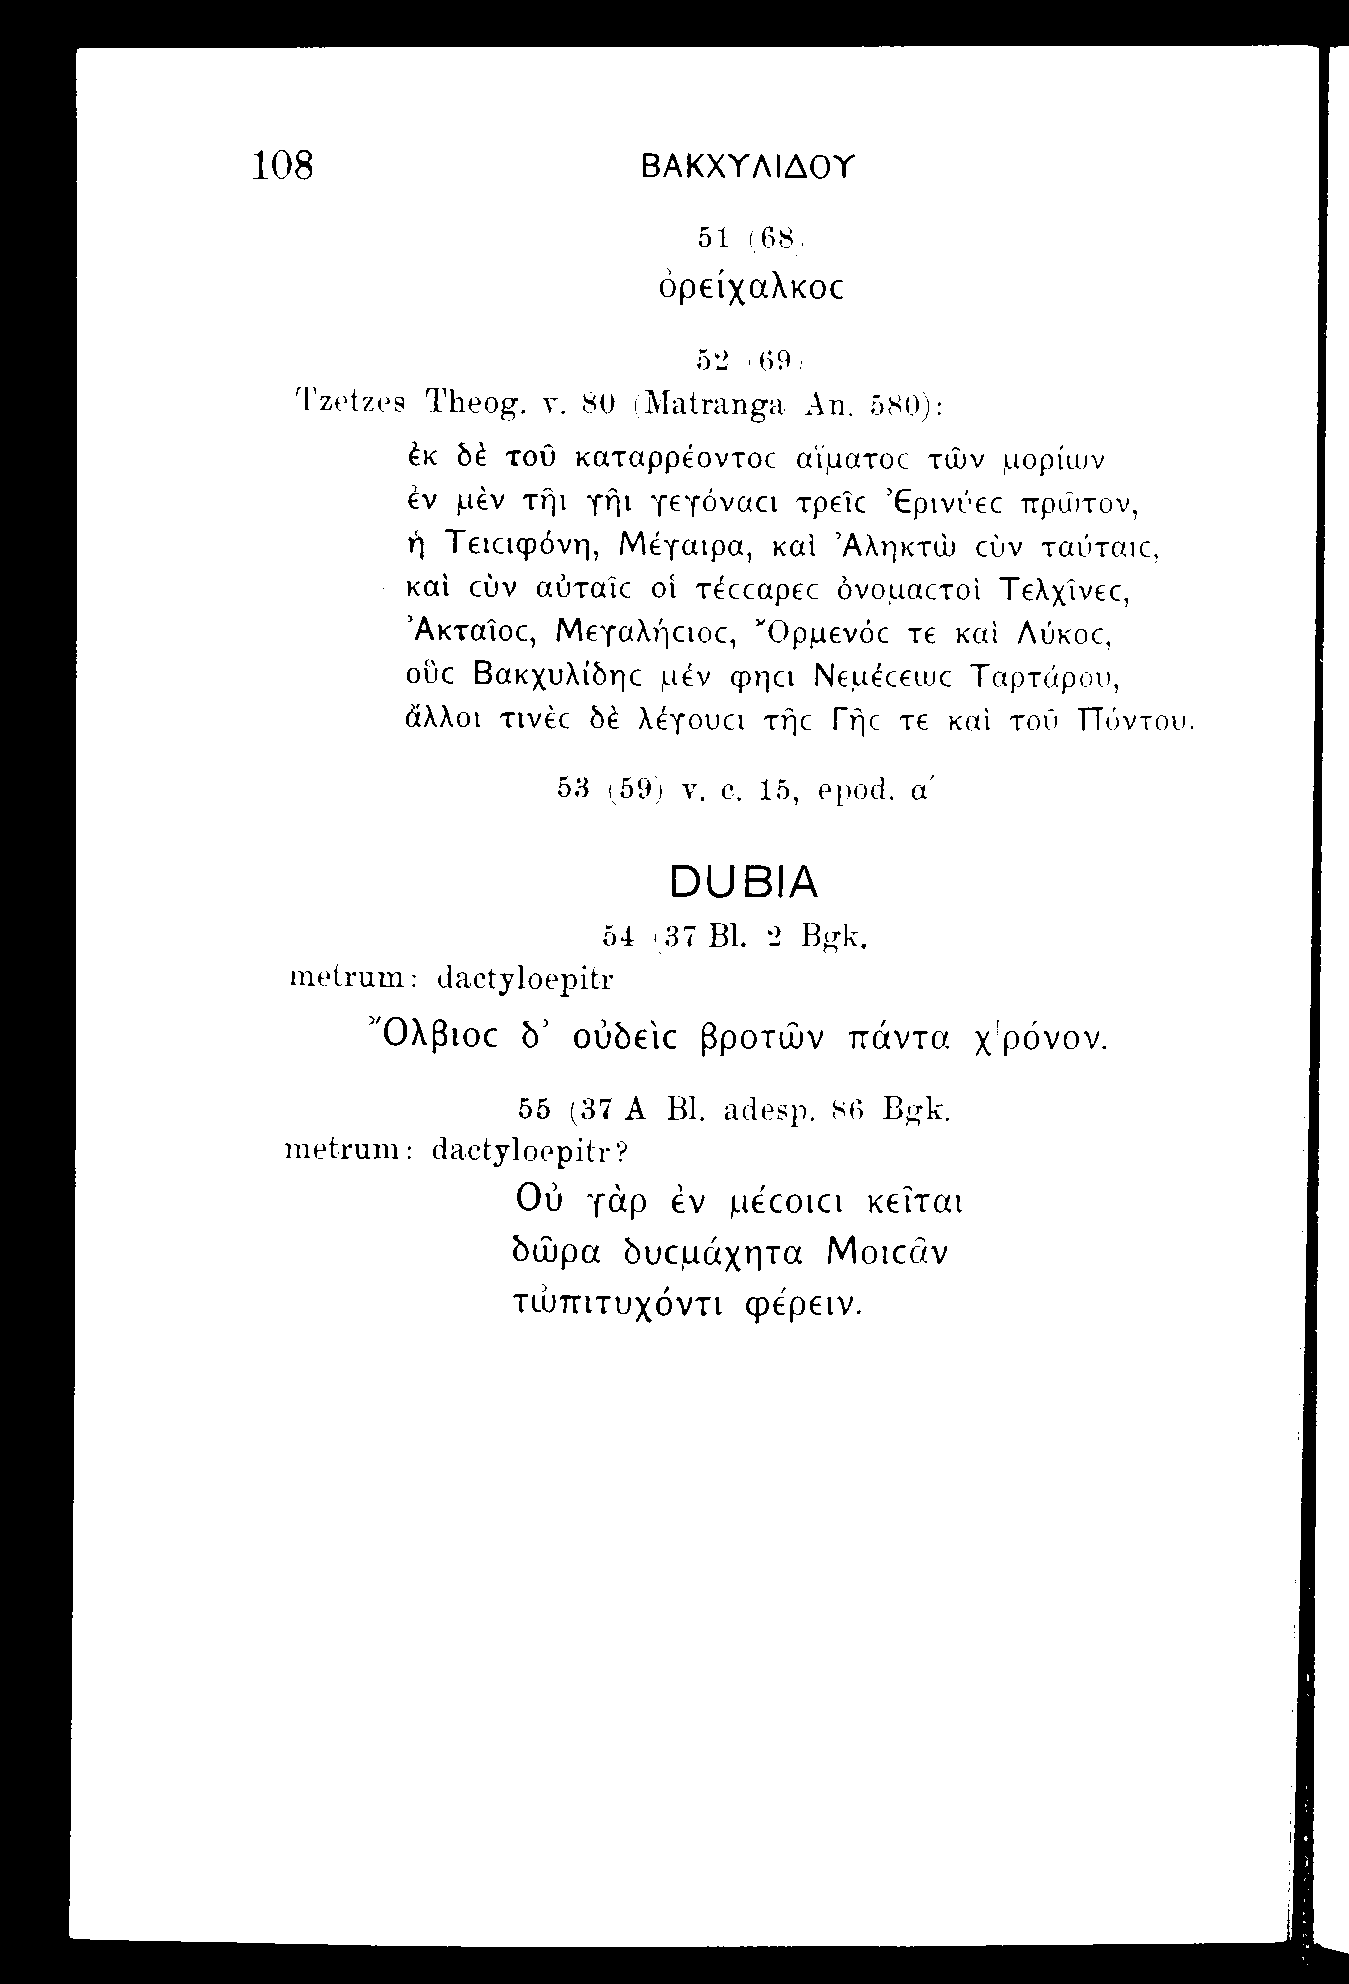 108 ΒΑΚΧΥΛΙΔΟΥ
51 (68)
ὀρείχαλκοϲ
52 (69)
Tzetzes Theog. v. 80 (Matranga An. 580):
ἐκ δὲ τοῦ καταρρέοντοϲ αἵματοϲ τῶν μορίων
ἐν μὲν τῆι γῆι γεγόναϲι τρεῖϲ Ἐρινύεϲ πρῶτον,
ἡ Τειϲιφόνη, Μέγαιρα, καὶ Ἀληκτὼ ϲὺν ταύταιϲ,
καὶ ϲὺν αὐταῖϲ οἱ τέϲϲαρεϲ ὀνομαϲτοὶ Τελχῖνεϲ,
Ἀκταῖοϲ, Μεγαλήϲιοϲ, Ὄρμενόϲ τε καὶ Λύκοϲ,
οὓϲ Βακχυλίδηϲ μέν φηϲι Νεμέϲεωϲ Ταρτάρου,
ἄλλοι τινὲϲ δὲ λέγουϲι τῆϲ Γῆϲ τε καὶ τοῦ Πόντου.
53 (59) v. c. 15, epod. α΄
DUBIA
54 (37 Bl. 2 Bgk.
metrum: dactyloepitr
Ὄλβιοϲ δ’ οὐδεὶϲ βροτῶν πάντα χρόνον.
55 (37 A Bl. adesp. 86 Bgk.
metrum: dactyloepitr?
Οὐ γὰρ ἐν μέϲοιϲι κεῖται
δῶρα δυϲμάχητα Μοιϲᾶν
τὠπιτυχόντι φέρειν.